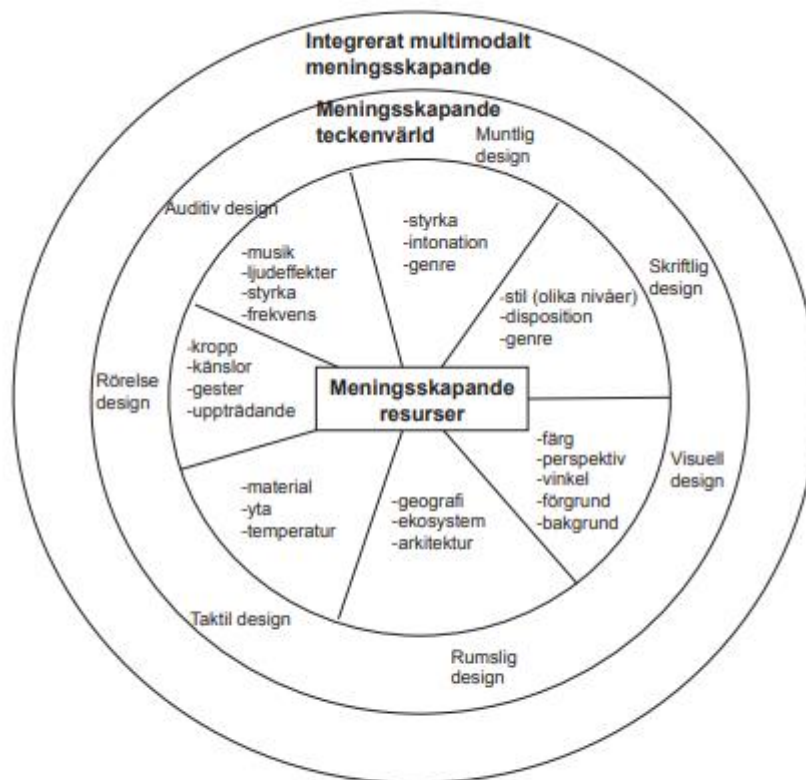 Integrerat multimodalt
meningsskapande
Meningsskapande
teckenvärld
Muntlig
design
Auditiv design
-styrka
-intonation
-genre
-musik
-ljudeffekter
-styrka
-frekvens
Skriftlig
design
-stil (olika nivåer)
-disposition
-genre
Rörelse
design
-kropp
-känslor
-gester
-uppträdande
Meningsskapande
resurser
Visuell
design
-färg
-perspektiv
-vinkel
-förgrund
-bakgrund
-material
-yta
-temperatur
-geografi
-ekosystem
-arkitektur
Taktil design
Rumslig
design